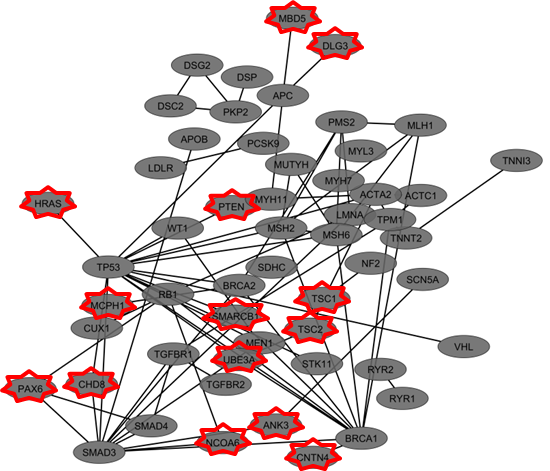 MBD5
DLG3
DSG2
DSP
APC
DSC2
PKP2
PMS2
MLH1
APOB
PCSK9
MYL3
LDLR
MUTYH
TNNI3
MYH7
HRAS
PTEN
MYH11
ACTA2
ACTC1
LMNA
TPM1
WT1
MSH2
MSH6
TNNT2
TP53
SDHC
NF2
SCN5A
MCPH1
RB1
BRCA2
TSC1
SMARCB1
CUX1
TSC2
MEN1
VHL
TGFBR1
UBE3A
STK11
RYR2
PAX6
CHD8
TGFBR2
RYR1
SMAD4
ANK3
SMAD3
NCOA6
BRCA1
CNTN4